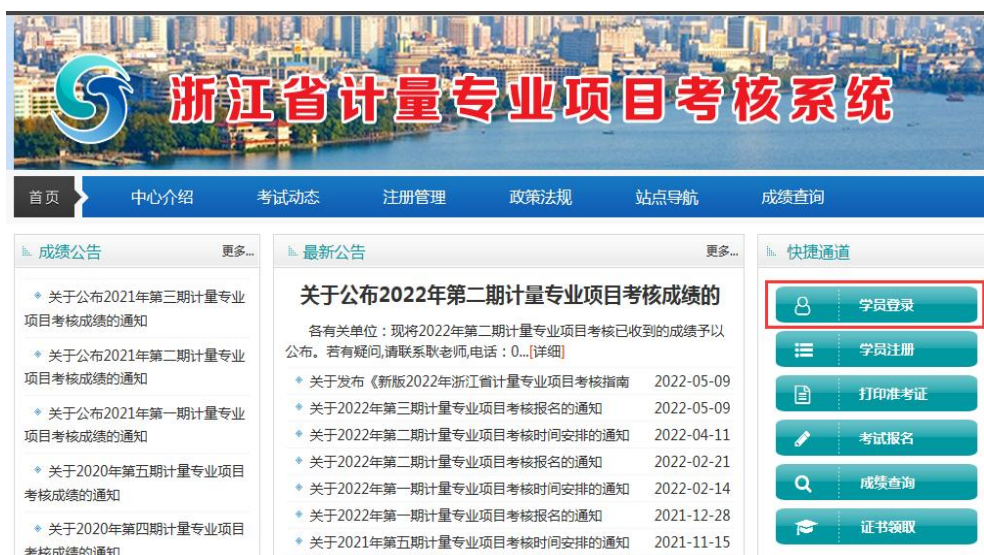 浙江省计量专业项目考核系统
首页
中心介绍
考试动态
注册管理
政策法规
站点导航
成绩查询
成绩公告
更多...
关于公布2021年第三期计量专业
项目考核成绩的通知
关于公布2021年第二期计量专业
项目考核成绩的通知
关于公布2021年第一期计量专业
项目考核成绩的通知
关于2020年第五期计量专业项目
考核成绩的通知
关于2020年第四期计量专业项目
考核成绩的通知
最新公告
更多...
关于公布2022年第二期计量专业项目考核成绩的
各有关单位：现将2022年第二期计量专业项目考核已收到的成绩予以
公布。若有疑问,请联系耿老师,电话：0...[详细]
关于发布《新版2022年浙江省计量专业项目考核指南 2022-05-09
关于2022年第三期计量专业项目考核报名的通知 2022-05-09
关于2022年第二期计量专业项目考核时间安排的通知 2022-04-11
关于2022年第二期计量专业项目考核报名的通知 2022-02-21
关于2022年第一期计量专业项目考核时间安排的通知 2022-02-14
关于2022年第一期计量专业项目考核报名的通知 2021-12-28
关于2021年第五期计量专业项目考核时间安排的通知 2021-11-15
快捷通道
学员登录
学员注册
打印准考证
考试报名
成绩查询
证书领取